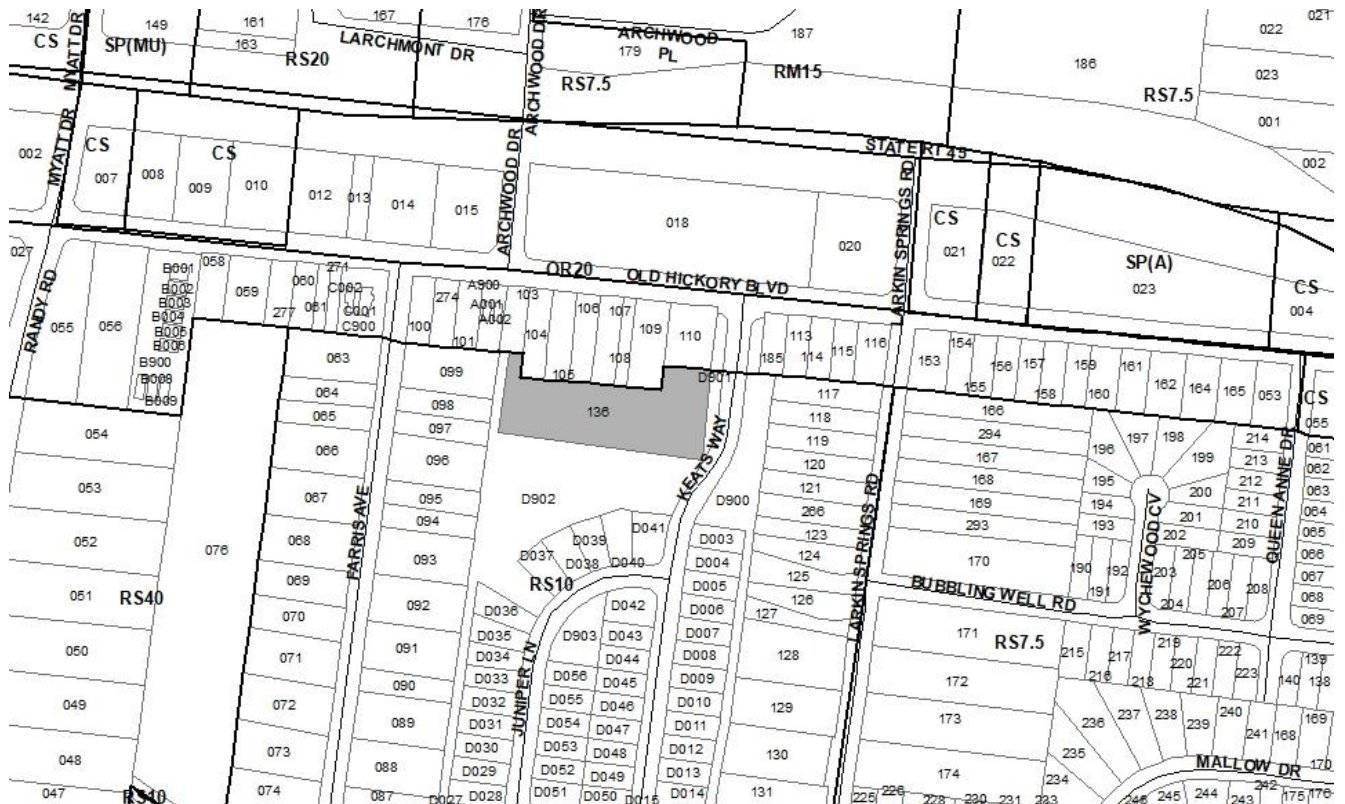 142
CS
149
SP(MU)
161
163
167
176
LARCHMONT DR
RS20
MYATT DR
ARCHWOOD DR
ARCHWOOD
PL
179
187
RS7.5
RM15
186
RS7.5
021
022
023
001
002
STATE RT 45
002
MYATT DR
CS
007
008
CS
009
010
012
013
014
015
ARCHWOOD DR
018
020
LARKIN SPRINGS RD
CS
021
CS
022
SP(A)
023
CS
004
027
RANDY RD
055
056
B001
B002
B003
B004
B005
B006
B900
B008
B009
058
059
060
271
277
061
C002
C001
C900
100
274
101
A900
A001
A002
103
OR20
OLD HICKORY BLVD
104
105
106
107
108
109
110
D901
185
113
114
115
116
153
154
155
156
157
158
159
160
161
162
164
165
053
CS
055
054
053
052
051
RS40
050
049
048
047
RS10
076
063
064
065
066
067
068
069
070
071
072
073
074
FARRIS AVE
099
098
097
096
095
094
093
092
091
090
089
088
087
136
KEATS WAY
D902
D900
D041
D039
D037
D038
D040
RS10
D036
D035
D034
D033
D032
D031
D030
D029
D028
D027
JUNIPER LN
D042
D903
D043
D044
D056
D045
D055
D046
D054
D047
D053
D048
D052
D049
D051
D050
D015
D003
D004
D005
D006
D007
D008
D009
D010
D011
D012
D013
D014
117
118
119
120
121
266
123
124
125
126
127
128
129
130
131
LARKIN SPRINGS RD
166
294
167
168
169
293
170
196
195
194
193
190
192
191
197
198
199
200
201
202
205
203
204
206
207
208
214
213
212
211
210
209
WYCHEWOOD CV
QUEEN ANNE DR
061
062
063
064
065
066
067
068
069
BUBBLING WELL RD
171
RS7.5
172
173
174
215
216
217
218
219
220
221
222
223
139
140
138
236
237
238
239
240
241
168
169
170
235
234
MALLOW DR
225
226
228
230
231
233
246
245
244
243
242
175
176